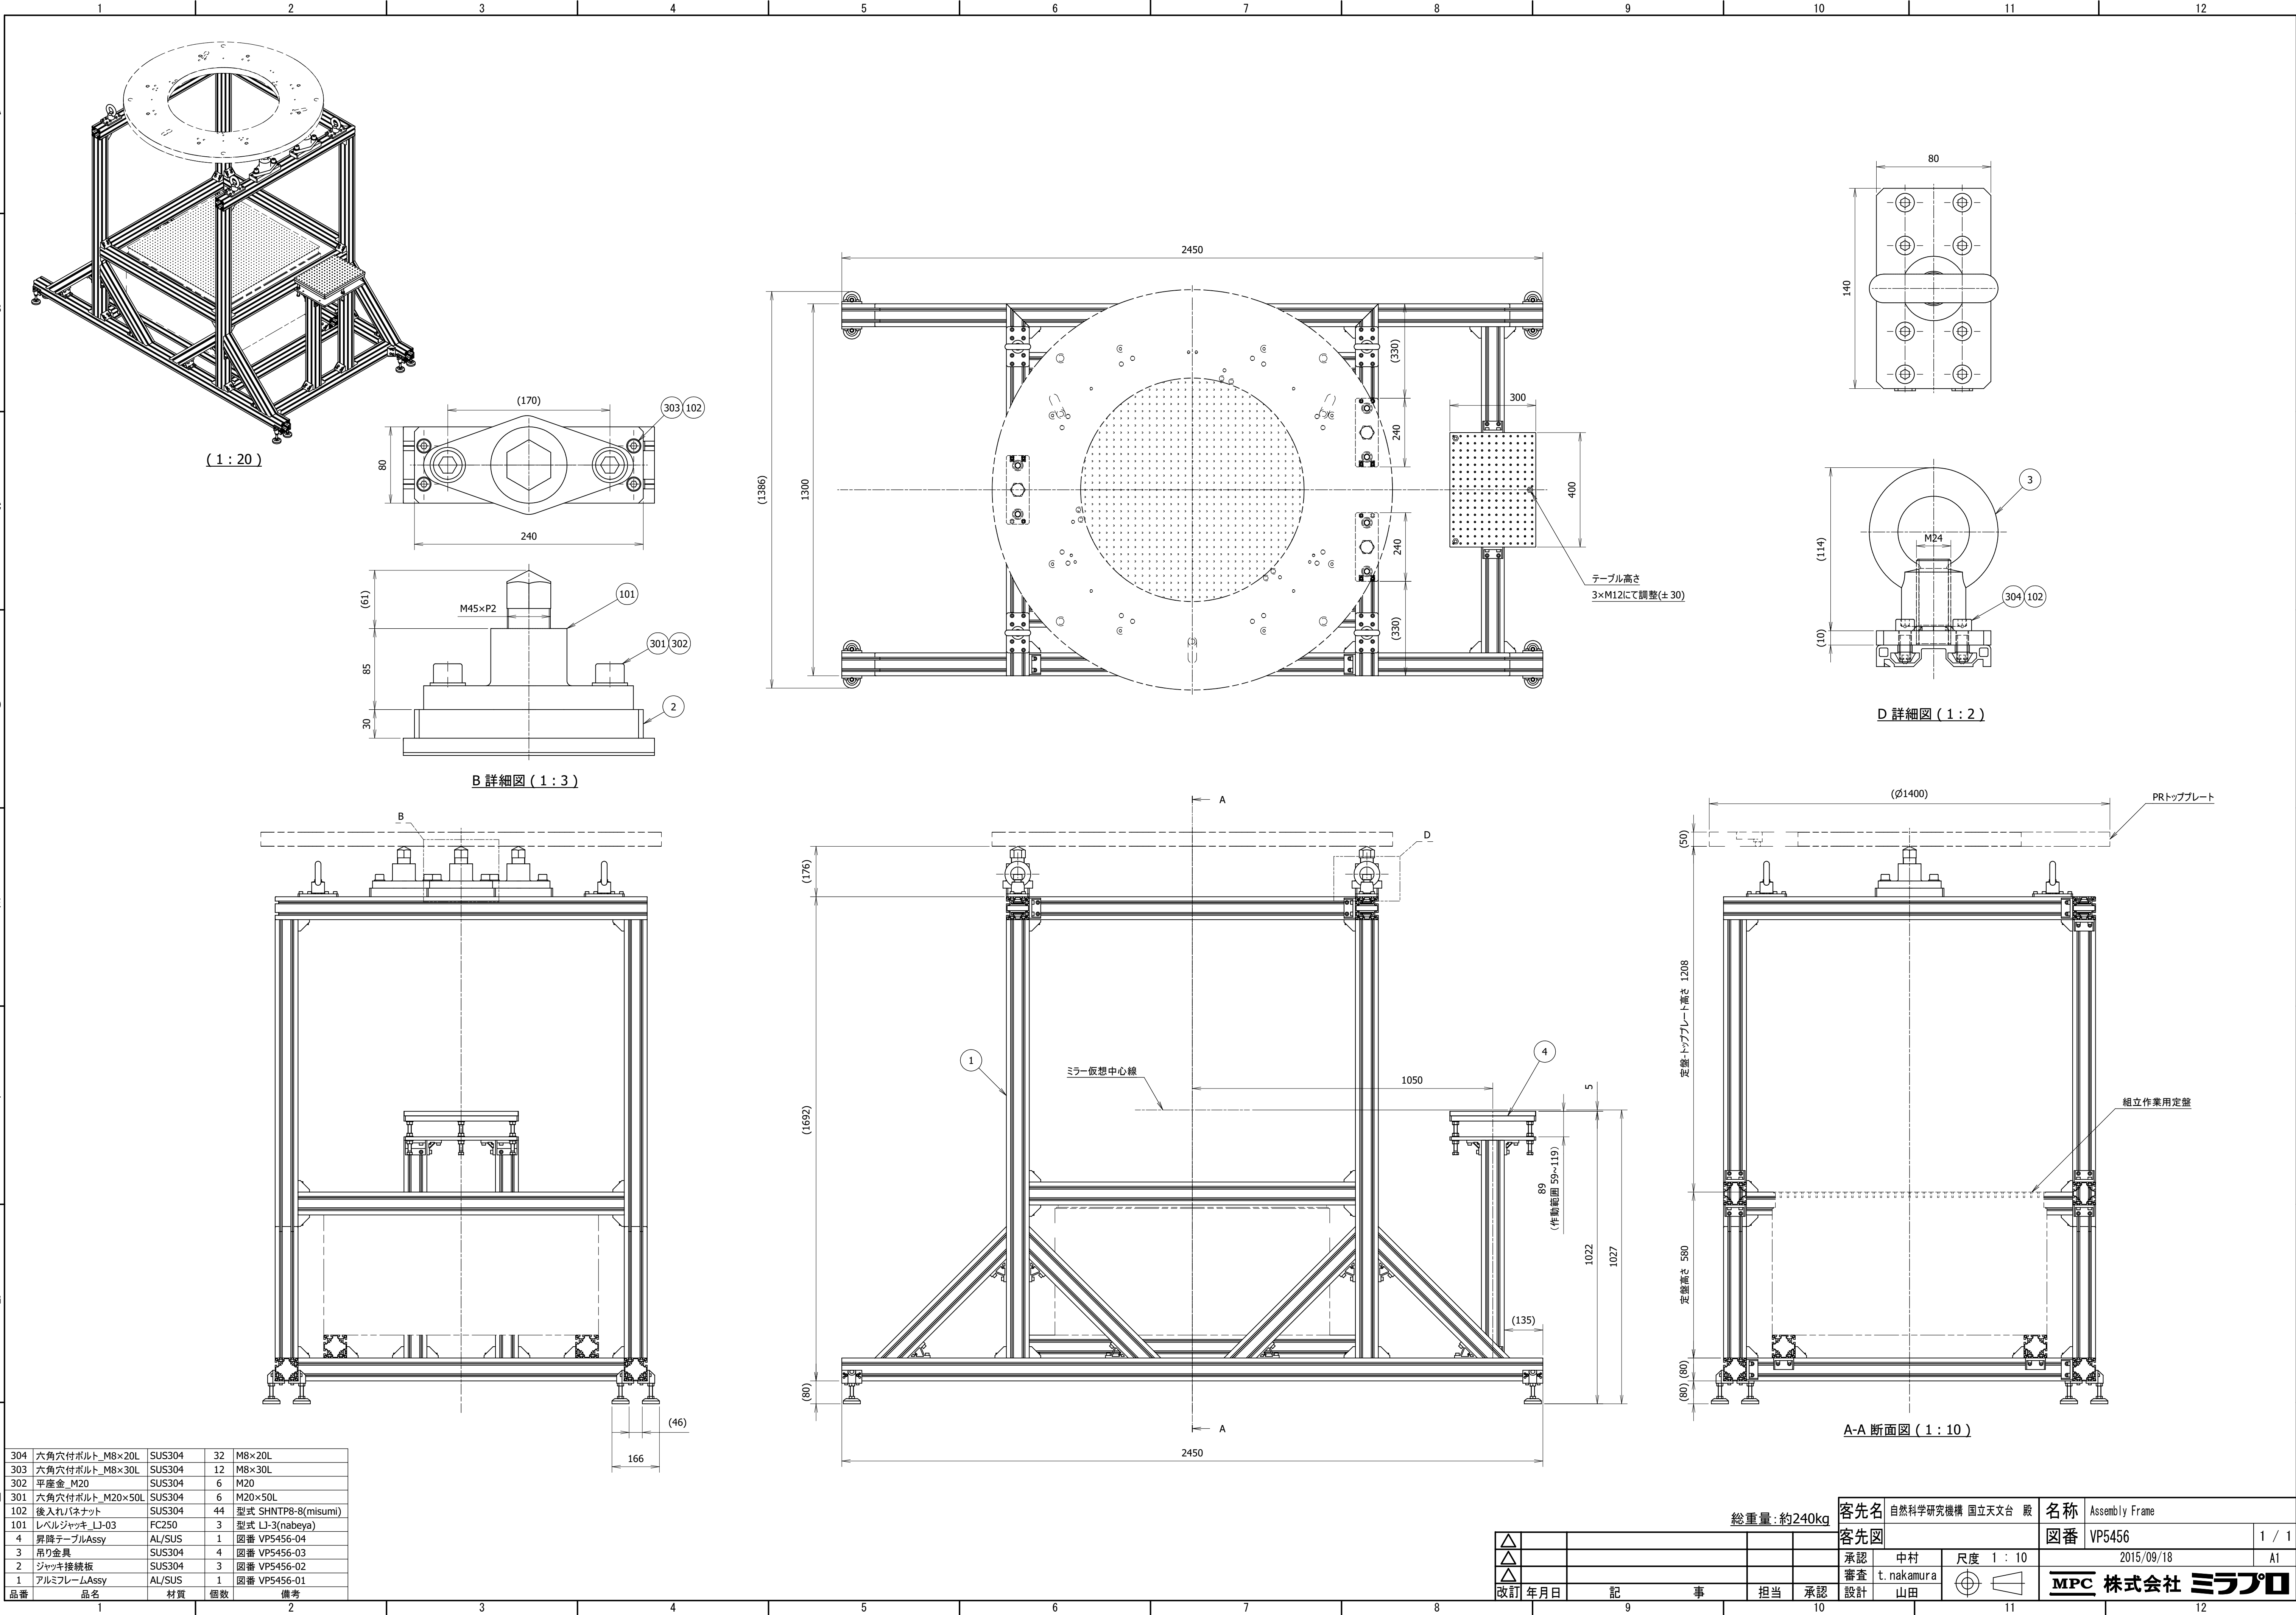 1 2 3 4 5 6 7 8 9 10 11 12
( 1 : 20 )
(170)
303 102
80
240
(61)
M45×P2
101
85
301 302
30
2
B 詳細図 ( 1 : 3 )
2450
(1386)
1300
(330)
240
240
(330)
300
400
テーブル高さ
3×M12にて調整(±30)
80
140
3
M24
(114)
304 102
(10)
D 詳細図 ( 1 : 2 )
B
(46)
166
A
D
(176)
1
ミラー仮想中心線
1050
4
5
(1692)
89
(作動範囲 59~119)
1022
1027
(135)
(80)
A
2450
(Ø1400)
PRトッププレート
(50)
定盤-トッププレート高さ 1208
組立作業用定盤
定盤高さ 580
(80)
(80)
A-A 断面図 ( 1 : 10 )
304 六角穴付ボルト_M8×20L SUS304 32 M8×20L
303 六角穴付ボルト_M8×30L SUS304 12 M8×30L
302 平座金_M20 SUS304 6 M20
301 六角穴付ボルト_M20×50L SUS304 6 M20×50L
102 後入れバネナット SUS304 44 型式 SHNTP8-8(misumi)
101 レベルジャッキ_LJ-03 FC250 3 型式 LJ-3(nabeya)
4 昇降テーブルAssy AL/SUS 1 図番 VP5456-04
3 吊り金具 SUS304 4 図番 VP5456-03
2 ジャッキ接続板 SUS304 3 図番 VP5456-02
1 アルミフレームAssy AL/SUS 1 図番 VP5456-01
品番 品名 材質 個数 備考
総重量:約240kg
改訂 年月日 記 事 担当 承認
客先名 自然科学研究機構 国立天文台 殿 名称 Assembly Frame
客先図 図番 VP5456 1 / 1
承認 中村 尺度 1 : 10 2015/09/18 A1
審査 t.nakamura
設計 山田
MPC 株式会社 ミラプロ
1 2 3 4 5 6 7 8 9 10 11 12